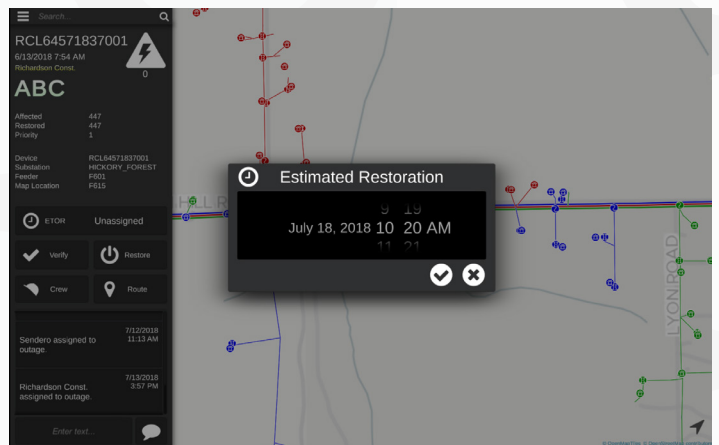 Search...
RCL64571837001
6/13/2018 7:54 AM
Richardson Const.
0
ABC
Affected 447
Restored 447
Priority 1
Device RCL64571837001
Substation HICKORY_FOREST
Feeder F601
Map Location F615
ETOR Unassigned
Verify Restore
Crew Route
7/12/2018
Sendero assigned to 11:13 AM
outage.
7/13/2018
Richardson Const. 3:57 PM
assigned to outage.
Enter text...
HILL R
Estimated Restoration
9 19
July 18, 2018 10 20 AM
11 21
LYON ROAD